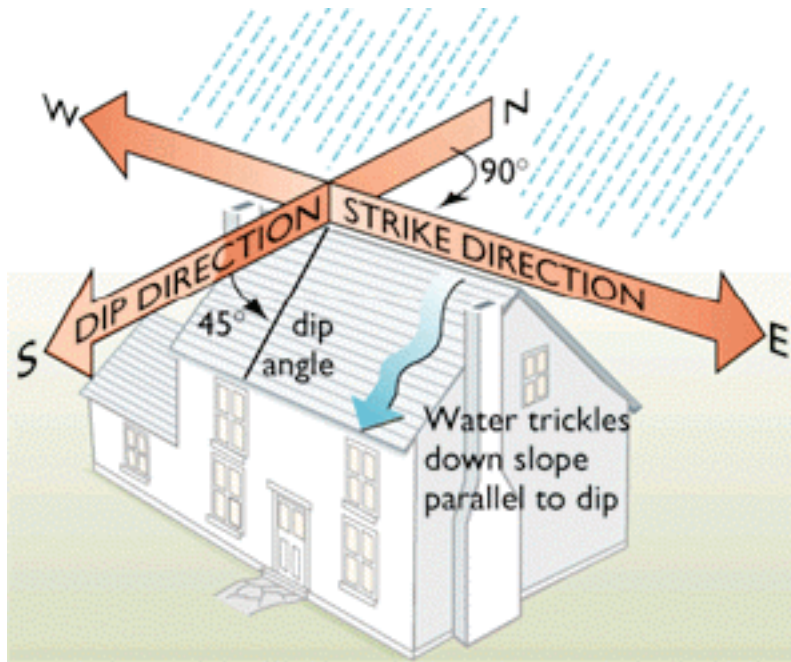 W
N
90°
STRIKE DIRECTION
DIP DIRECTION
45°
dip
angle
S
E
Water trickles
down slope
parallel to dip